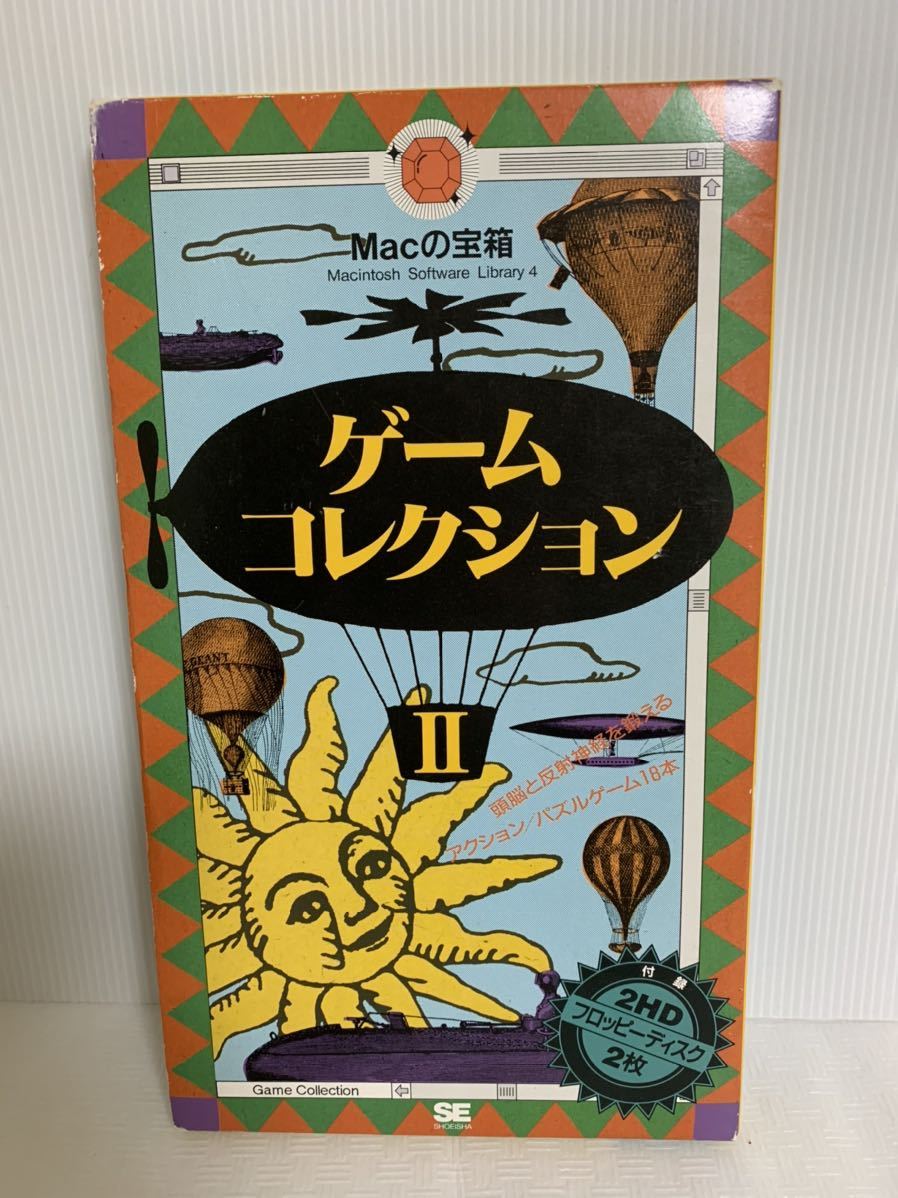 Macの宝箱
Macintosh Software Library 4
ゲーム
コレクション
II
GEANT
頭脳と反射神経を鍛える
アクション/パズルゲーム18本
付録
2HD
フロッピーディスク
2枚
Game Collection
SE
SHOEISHA